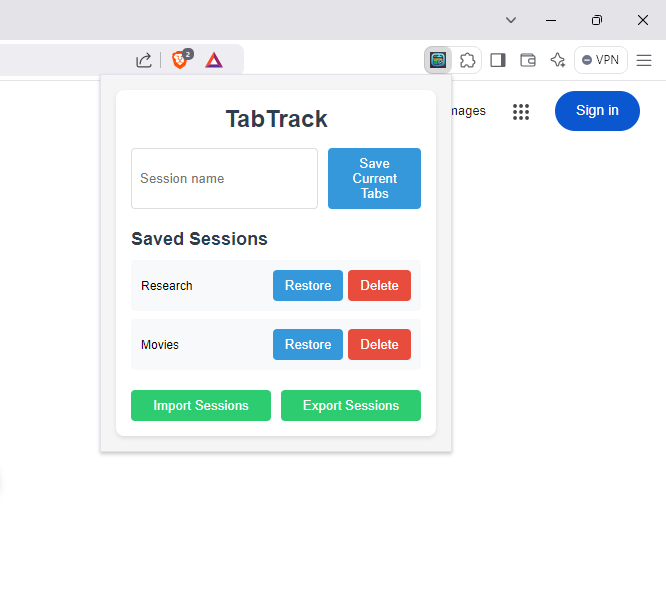 2
VPN
TabTrack
mages
Sign in
Session name
Save
Current
Tabs
Saved Sessions
Research
Restore
Delete
Movies
Restore
Delete
Import Sessions
Export Sessions